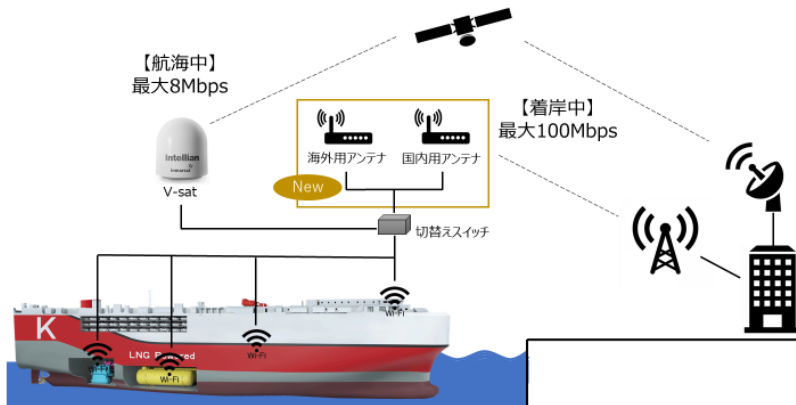 【航海中】
最大8Mbps
【着岸中】
最大100Mbps
Intellian
inmarsat
V-sat
海外用アンテナ
国内用アンテナ
New
切替えスイッチ
Wi-Fi
K
LNG Powered
Wi-Fi
Wi-Fi
Wi-Fi